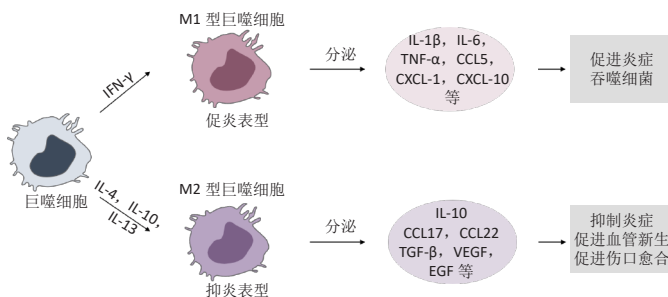 M1 型巨噬细胞
IFN-γ
促炎表型
分泌
IL-1β，IL-6，
TNF-α，CCL5，
CXCL-1，CXCL-10
等
促进炎症
吞噬细菌
巨噬细胞
IL-4，IL-10，
IL-13
M2 型巨噬细胞
抑炎表型
分泌
IL-10
CCL17，CCL22
TGF-β，VEGF，
EGF 等
抑制炎症
促进血管新生
促进伤口愈合